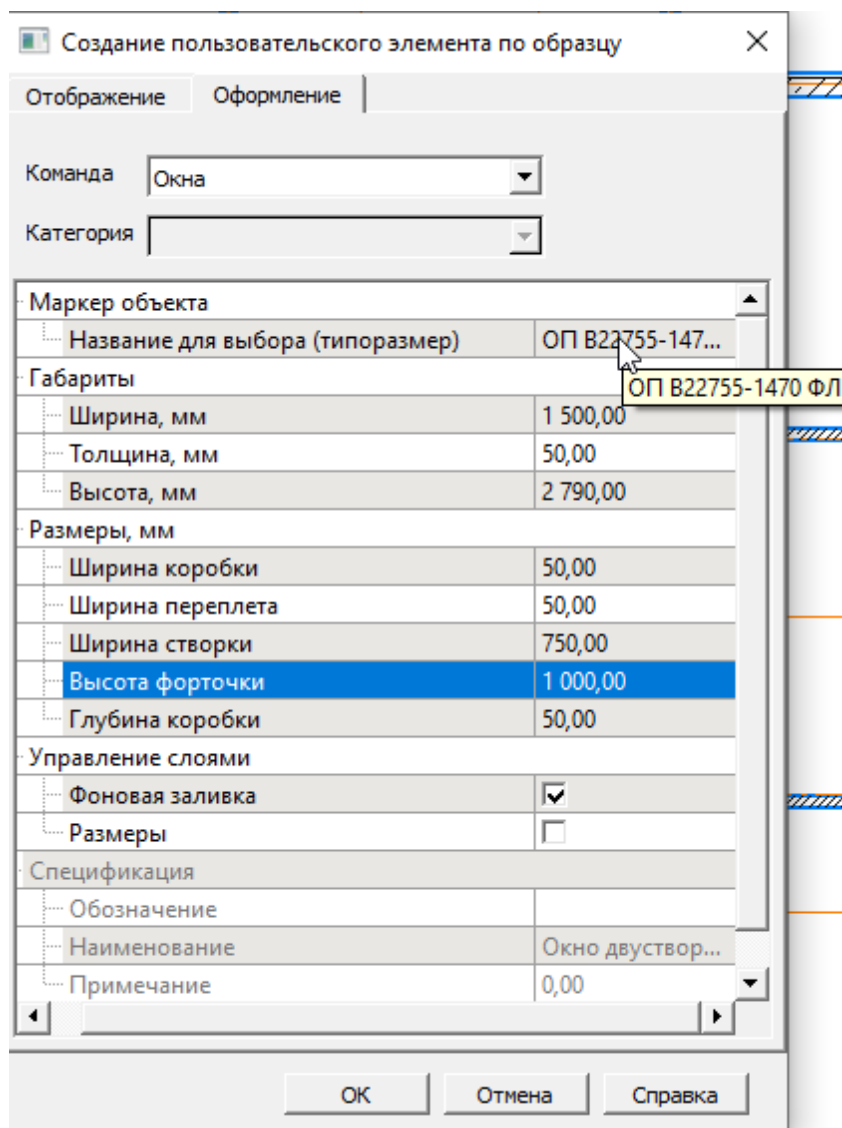 Создание пользовательского элемента по образцу
Отображение Оформление
Команда Окна
Категория
Маркер объекта
Название для выбора (типоразмер) ОП В22755-147...
Габариты
ОП В22755-1470 ФЛ
Ширина, мм 1 500,00
Толщина, мм 50,00
Высота, мм 2 790,00
Размеры, мм
Ширина коробки 50,00
Ширина переплета 50,00
Ширина створки 750,00
Высота форточки 1 000,00
Глубина коробки 50,00
Управление слоями
Фоновая заливка
Размеры
Спецификация
Обозначение
Наименование Окно двуствор...
Примечание 0,00
ОК Отмена Справка